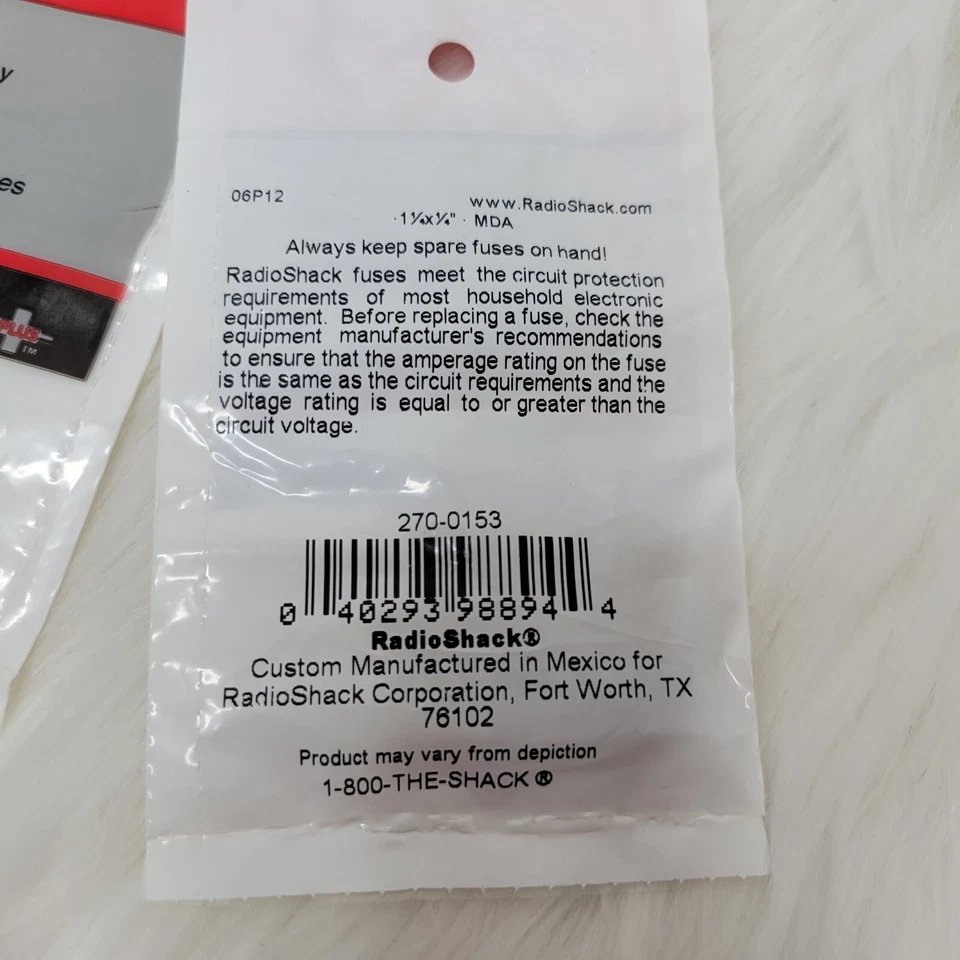 y
es
PLUS
TM
06P12
www.RadioShack.com
·1¼x¼" · MDA
Always keep spare fuses on hand!
RadioShack fuses meet the circuit protection
requirements of most household electronic
equipment. Before replacing a fuse, check the
equipment manufacturer's recommendations
to ensure that the amperage rating on the fuse
is the same as the circuit requirements and the
voltage rating is equal to or greater than the
circuit voltage.
270-0153
0 40293 98894 4
RadioShack®
Custom Manufactured in Mexico for
RadioShack Corporation, Fort Worth, TX
76102
Product may vary from depiction
1-800-THE-SHACK ®